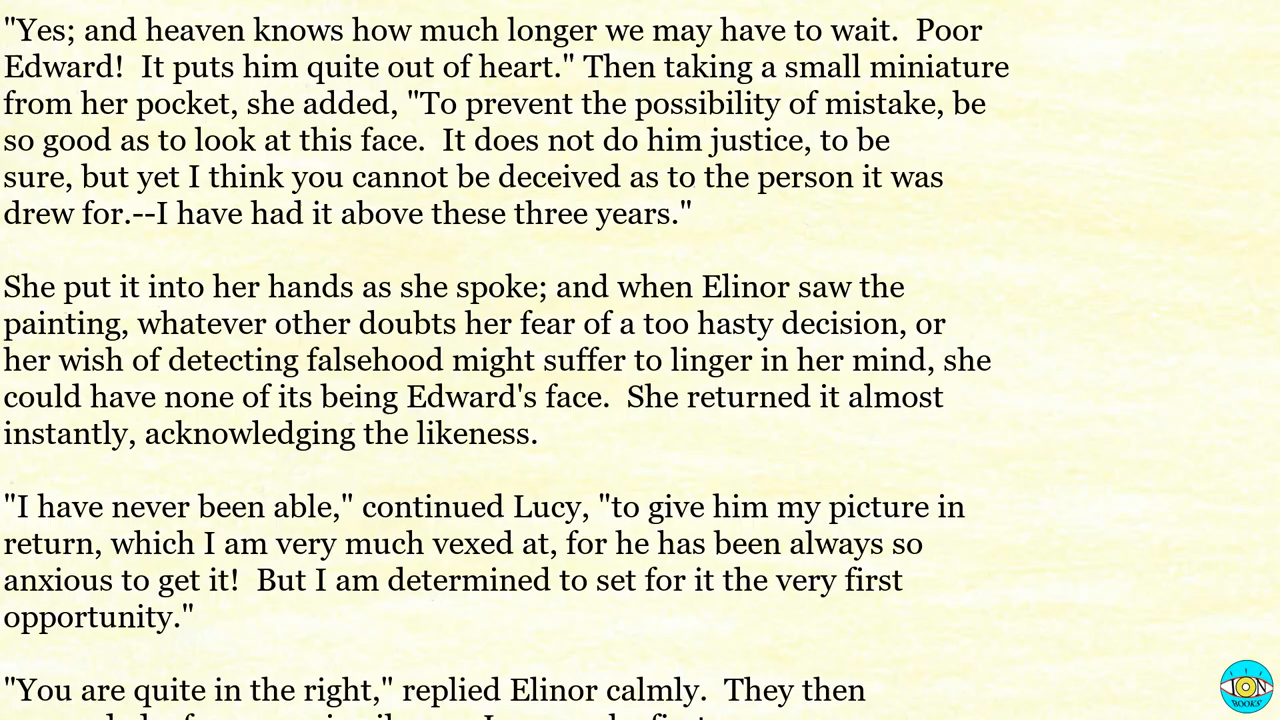 "Yes; and heaven knows how much longer we may have to wait.  Poor
Edward!  It puts him quite out of heart." Then taking a small miniature
from her pocket, she added, "To prevent the possibility of mistake, be
so good as to look at this face.  It does not do him justice, to be
sure, but yet I think you cannot be deceived as to the person it was
drew for.--I have had it above these three years."

She put it into her hands as she spoke; and when Elinor saw the
painting, whatever other doubts her fear of a too hasty decision, or
her wish of detecting falsehood might suffer to linger in her mind, she
could have none of its being Edward's face.  She returned it almost
instantly, acknowledging the likeness.

"I have never been able," continued Lucy, "to give him my picture in
return, which I am very much vexed at, for he has been always so
anxious to get it!  But I am determined to set for it the very first
opportunity."

"You are quite in the right," replied Elinor calmly.  They then
ION
BOOKS